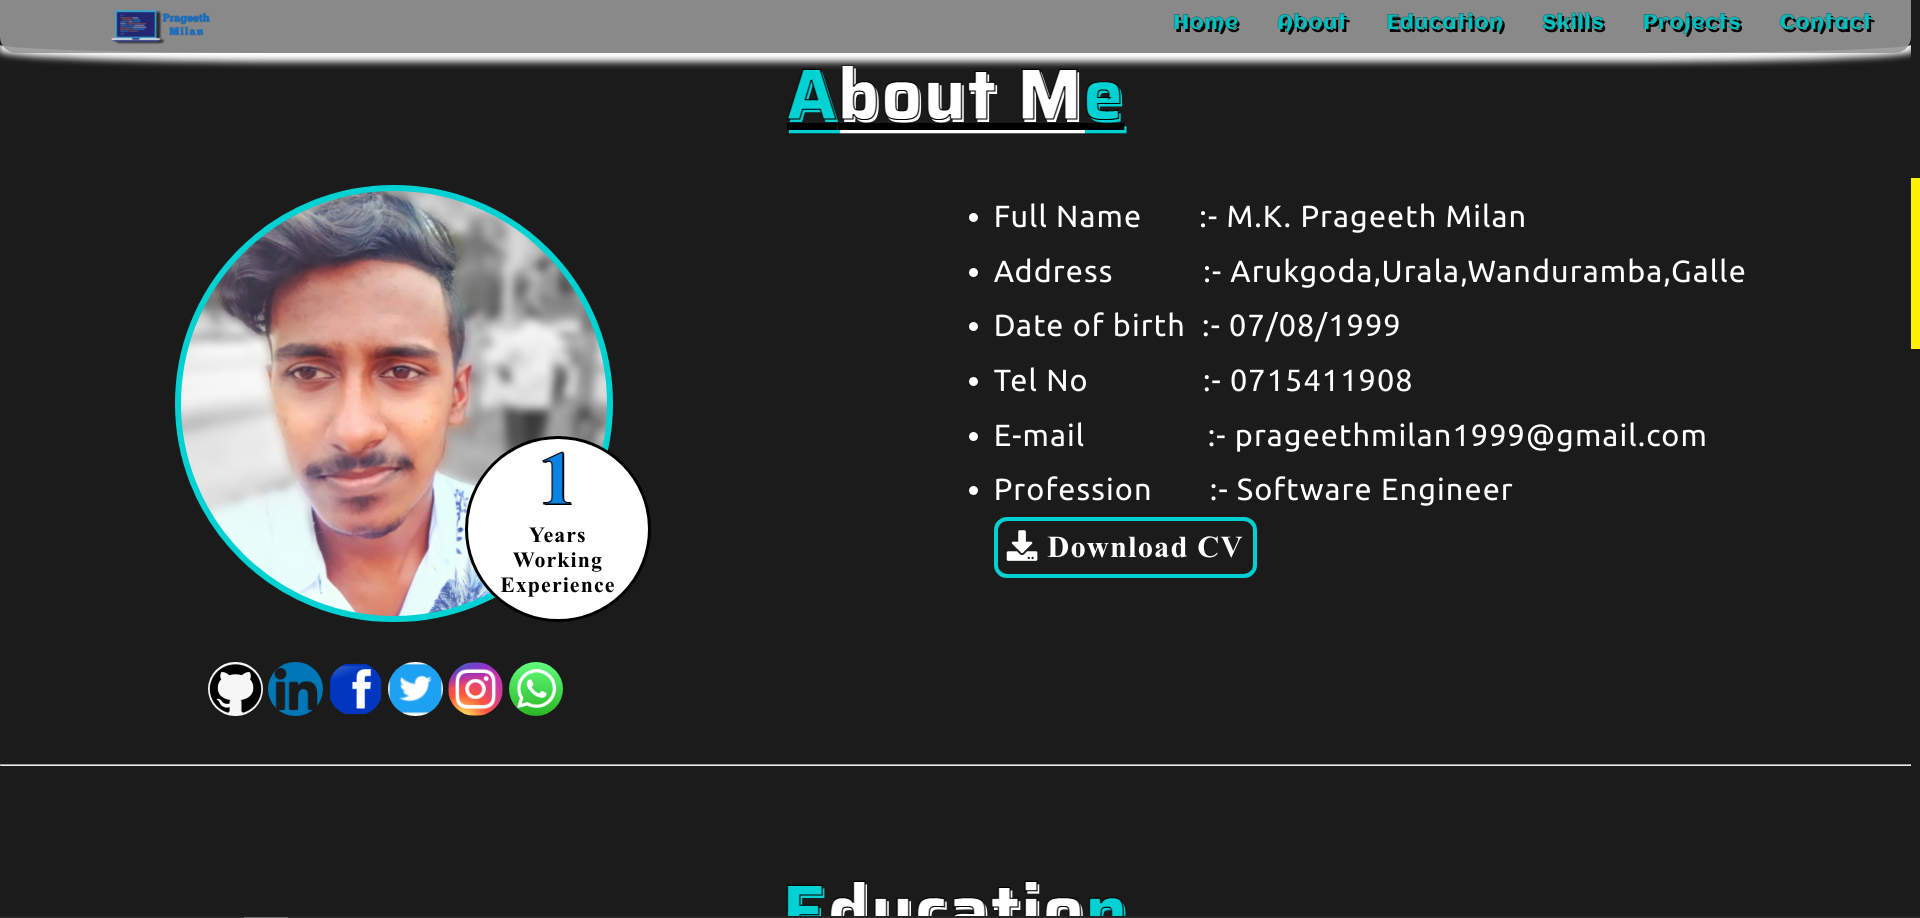 Prageeth
Milan
Home About Education Skills Projects Contact
About Me
Full Name :- M.K. Prageeth Milan
Address :- Arukgoda,Urala,Wanduramba,Galle
Date of birth :- 07/08/1999
Tel No :- 0715411908
E-mail :- prageethmilan1999@gmail.com
Profession :- Software Engineer
Download CV
1
Years
Working
Experience
in
f
Education